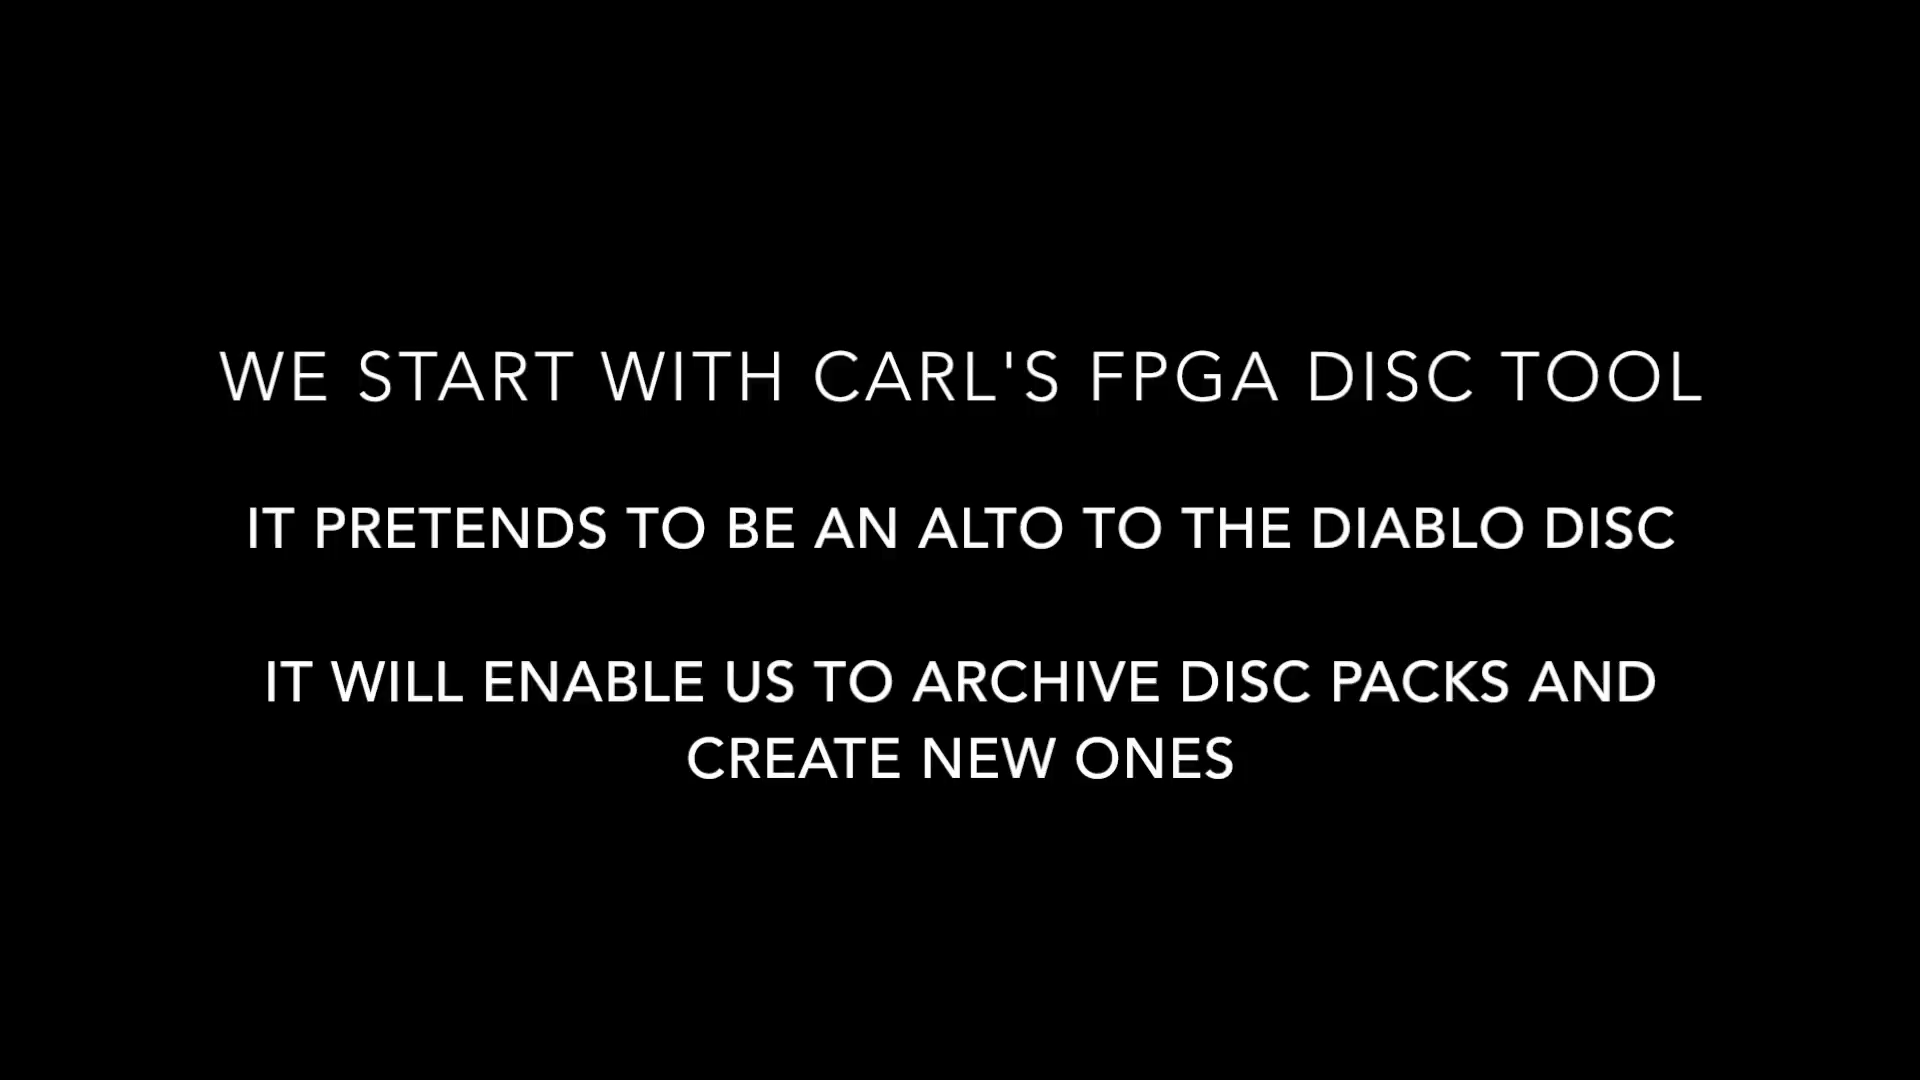 WE START WITH CARL'S FPGA DISC TOOL
IT PRETENDS TO BE AN ALTO TO THE DIABLO DISC
IT WILL ENABLE US TO ARCHIVE DISC PACKS AND
CREATE NEW ONES